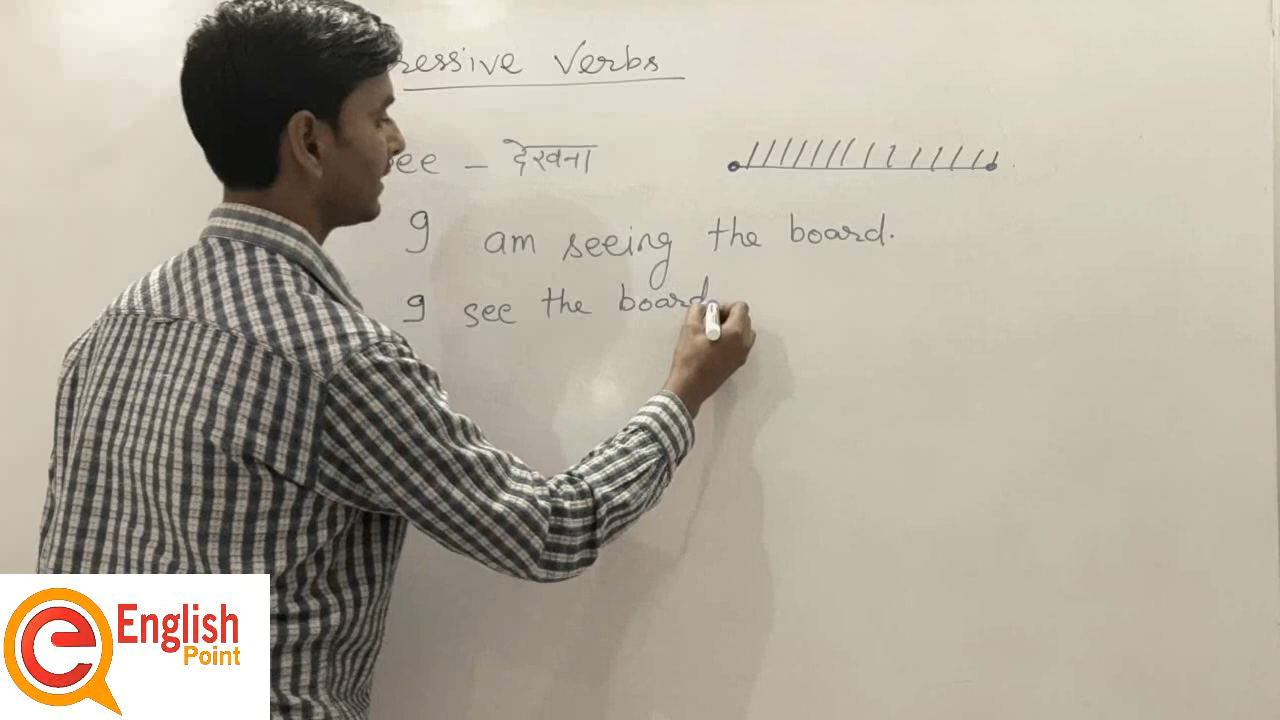 ressive Verbs
ee - देखना
I am seeing the board.
I see the board
English
Point